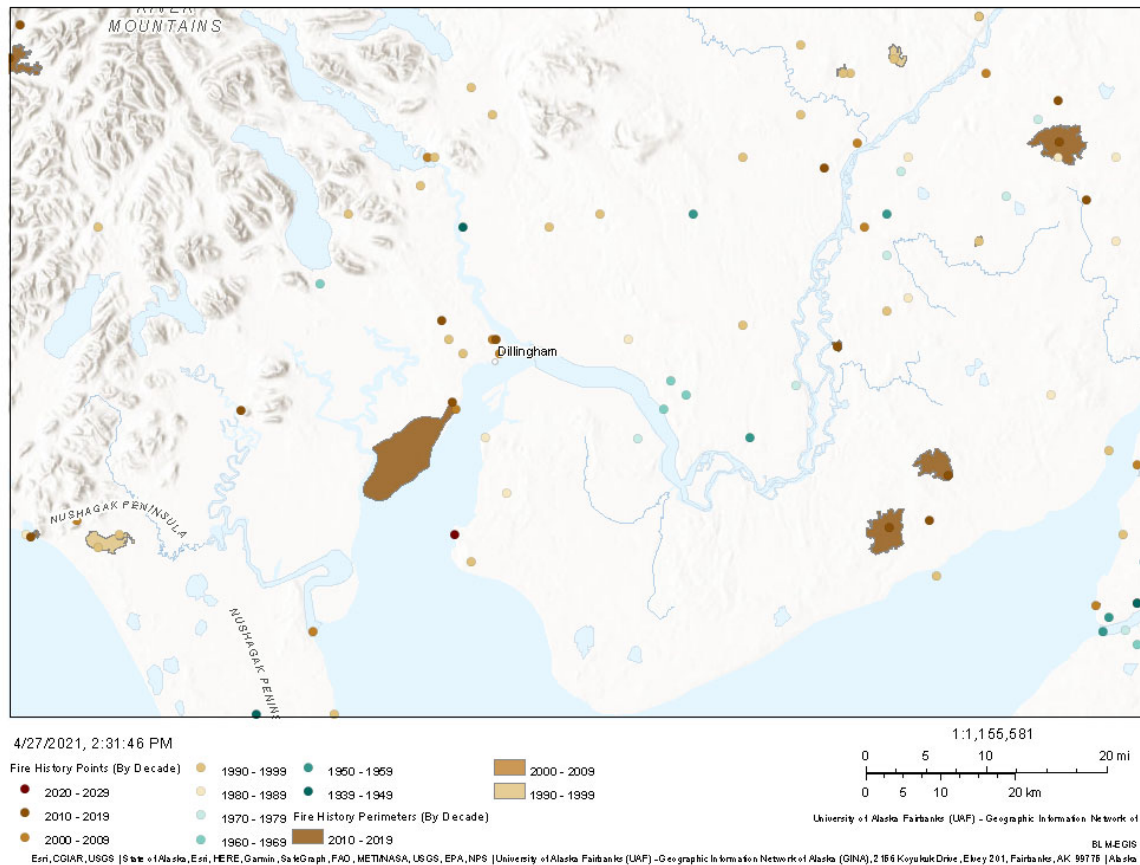 RIVER
MOUNTAINS
Dillingham
NUSHAGAK PENINSULA
NUSHAGAK PENINS
4/27/2021, 2:31:46 PM
Fire History Points (By Decade)
2020 - 2029
2010 - 2019
2000 - 2009
1990 - 1999
1980 - 1989
1970 - 1979
1960 - 1969
1950 - 1959
1939 - 1949
Fire History Perimeters (By Decade)
2010 - 2019
2000 - 2009
1990 - 1999
1:1,155,581
0 5 10 20 mi
0 5 10 20 km
University of Alaska Fairbanks (UAF) - Geographic Information Network of
BLM-EGIS
Esri, CGIAR, USGS | State of Alaska, Esri, HERE, Garmin, SafeGraph, FAO, METI/NASA, USGS, EPA, NPS | University of Alaska Fairbanks (UAF) - Geographic Information Network of Alaska (GINA), 2156 Koyukuk Drive, Elvey 201, Fairbanks, AK 99775 | Alaska